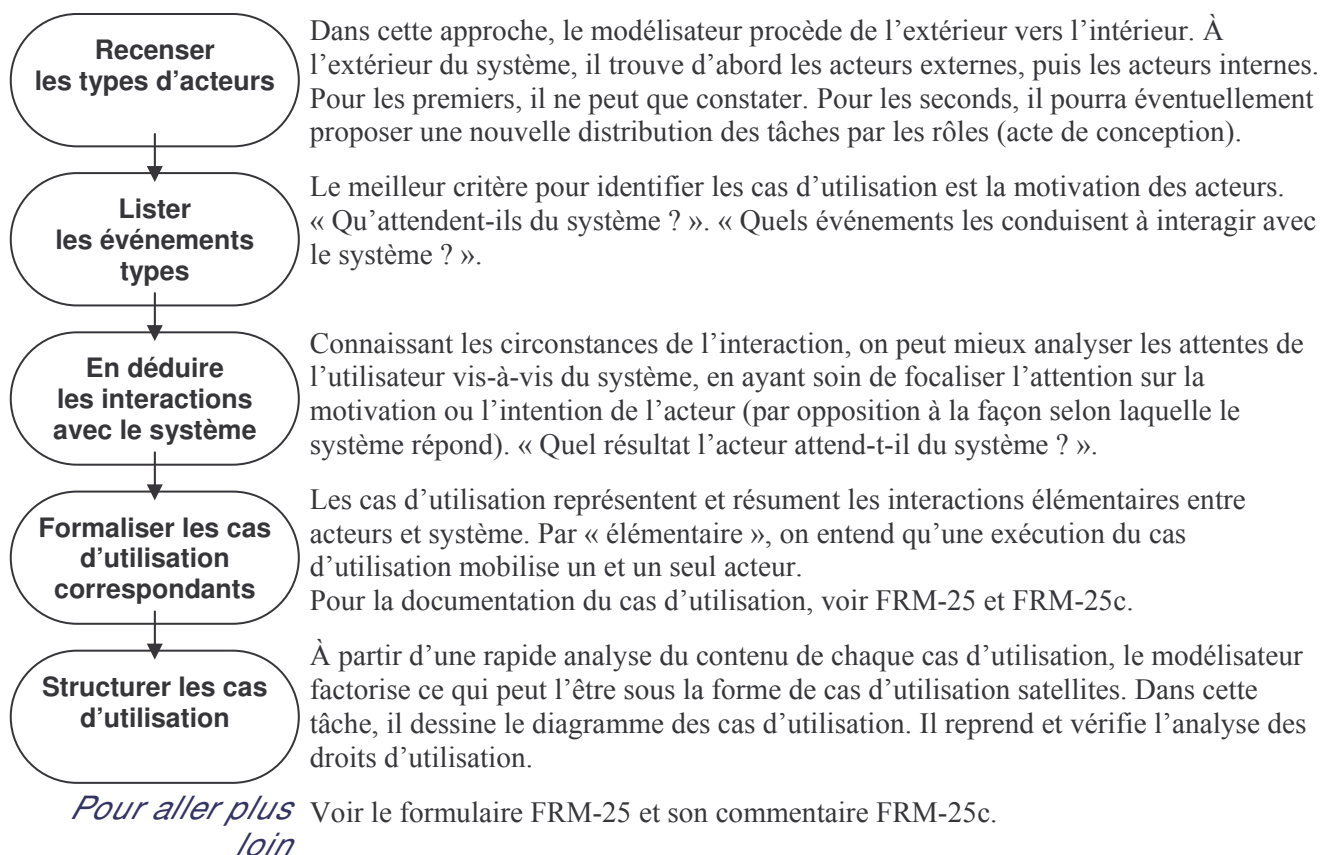 Recenser
les types d’acteurs
Dans cette approche, le modélisateur procède de l’extérieur vers l’intérieur. À
l’extérieur du système, il trouve d’abord les acteurs externes, puis les acteurs internes.
Pour les premiers, il ne peut que constater. Pour les seconds, il pourra éventuellement
proposer une nouvelle distribution des tâches par les rôles (acte de conception).
Lister
les événements
types
Le meilleur critère pour identifier les cas d’utilisation est la motivation des acteurs.
« Qu’attendent-ils du système ? ». « Quels événements les conduisent à interagir avec
le système ? ».
En déduire
les interactions
avec le système
Connaissant les circonstances de l’interaction, on peut mieux analyser les attentes de
l’utilisateur vis-à-vis du système, en ayant soin de focaliser l’attention sur la
motivation ou l’intention de l’acteur (par opposition à la façon selon laquelle le
système répond). « Quel résultat l’acteur attend-t-il du système ? ».
Formaliser les cas
d’utilisation
correspondants
Les cas d’utilisation représentent et résument les interactions élémentaires entre
acteurs et système. Par « élémentaire », on entend qu’une exécution du cas
d’utilisation mobilise un et un seul acteur.
Pour la documentation du cas d’utilisation, voir FRM-25 et FRM-25c.
Structurer les cas
d’utilisation
À partir d’une rapide analyse du contenu de chaque cas d’utilisation, le modélisateur
factorise ce qui peut l’être sous la forme de cas d’utilisation satellites. Dans cette
tâche, il dessine le diagramme des cas d’utilisation. Il reprend et vérifie l’analyse des
droits d’utilisation.
Pour aller plus
loin
Voir le formulaire FRM-25 et son commentaire FRM-25c.